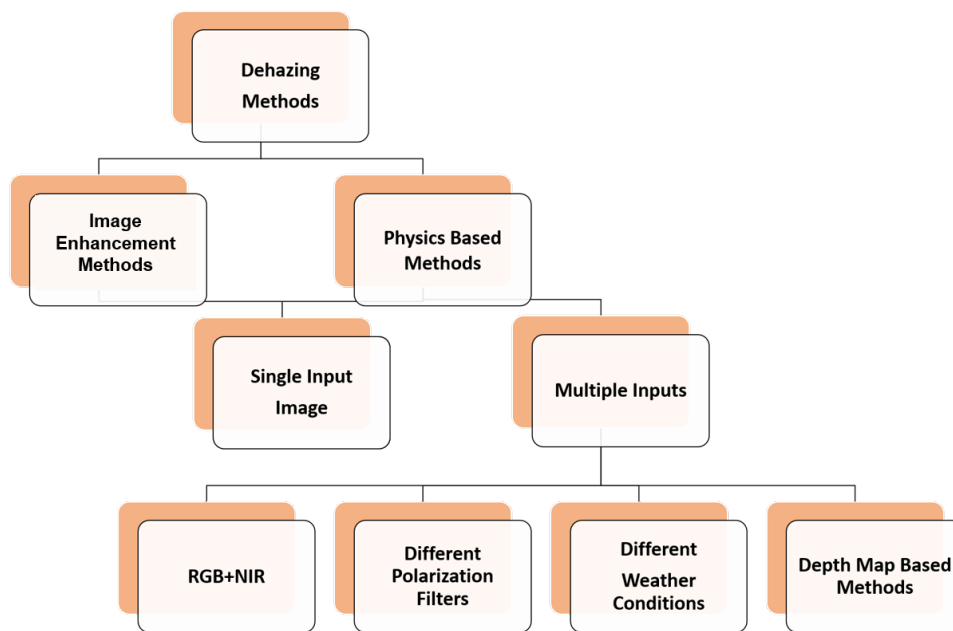 Dehazing
Methods
Image
Enhancement
Methods
Physics Based
Methods
Single Input
Image
Multiple Inputs
RGB+NIR
Different
Polarization
Filters
Different
Weather
Conditions
Depth Map Based
Methods